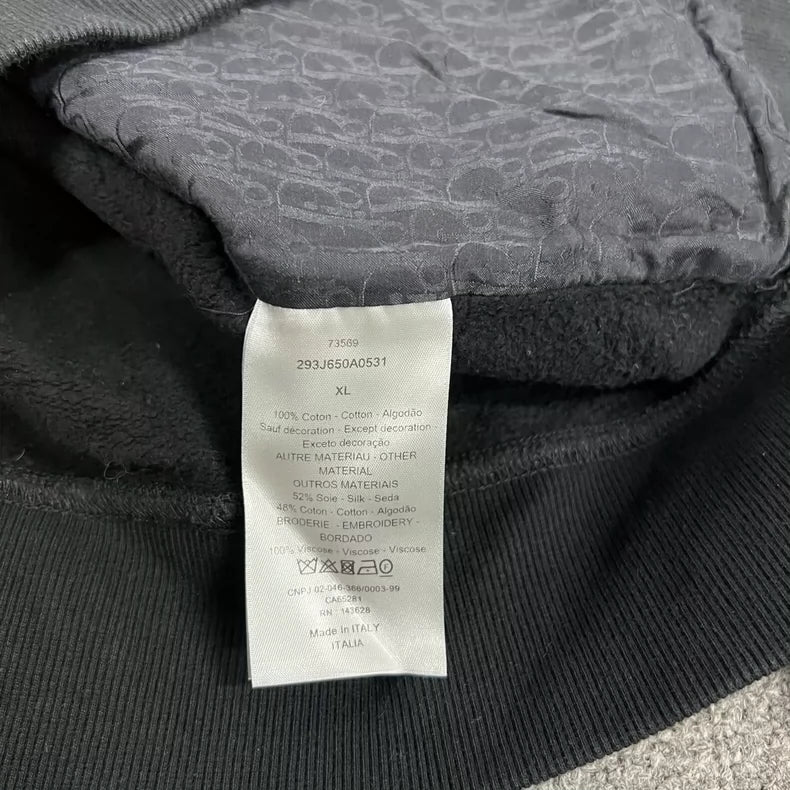 73569
293J650A0531
XL
100% Coton - Cotton - Algodão
Sauf decoration - Except decoration -
Exceto decoração
AUTRE MATERIAU - OTHER
MATERIAL
OUTROS MATERIAIS
52% Soie - Silk - Seda
48% Coton - Cotton - Algodão
BRODERIE - EMBROIDERY -
BORDADO
100% Viscose - Viscose - Viscose
CNPJ 02-046-366/0003-99
CA65281
RN : 143628
Made In ITALY
ITALIA